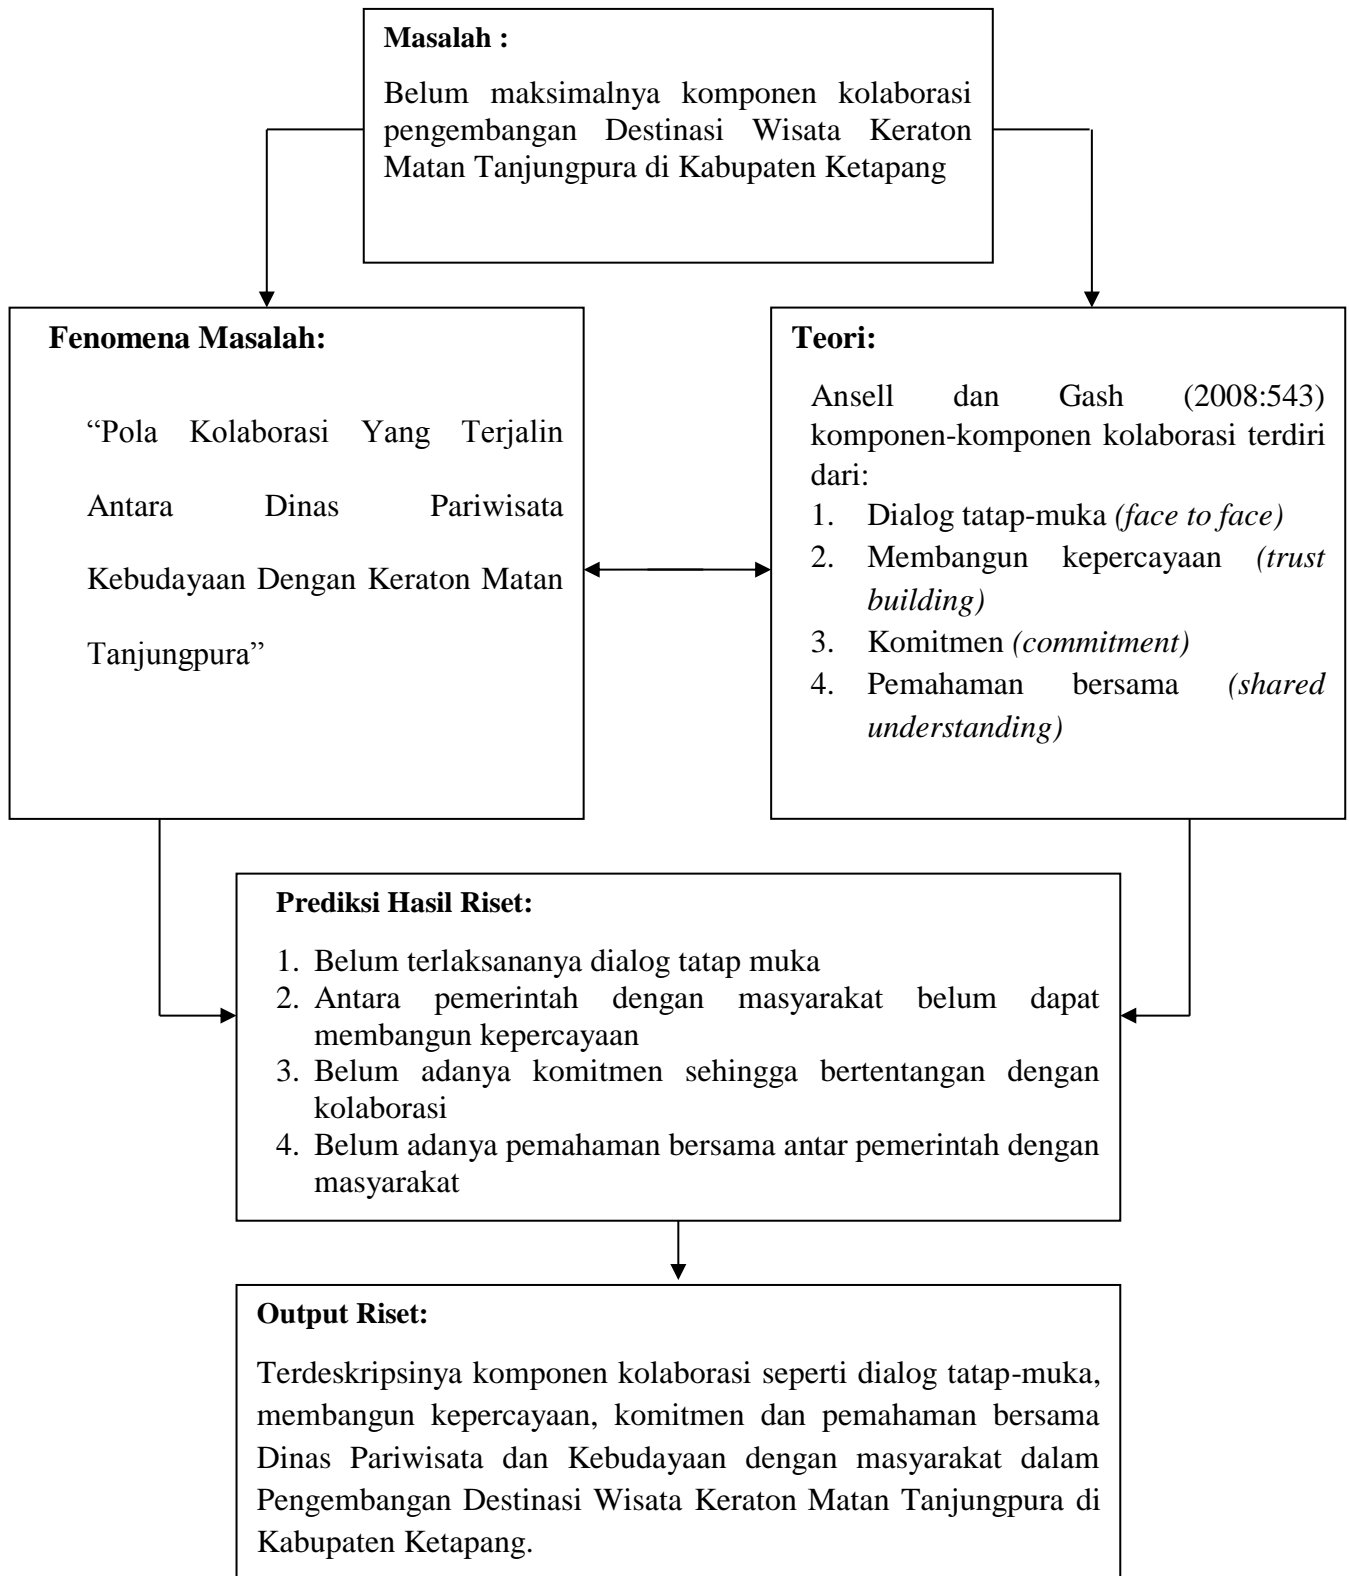 Masalah :
Belum maksimalnya komponen kolaborasi
pengembangan Destinasi Wisata Keraton
Matan Tanjungpura di Kabupaten Ketapang
Fenomena Masalah:
“Pola Kolaborasi Yang Terjalin
Antara Dinas Pariwisata
Kebudayaan Dengan Keraton Matan
Tanjungpura”
Teori:
Ansell dan Gash (2008:543)
komponen-komponen kolaborasi terdiri
dari:
1. Dialog tatap-muka (face to face)
2. Membangun kepercayaan (trust
building)
3. Komitmen (commitment)
4. Pemahaman bersama (shared
understanding)
Prediksi Hasil Riset:
1. Belum terlaksananya dialog tatap muka
2. Antara pemerintah dengan masyarakat belum dapat
membangun kepercayaan
3. Belum adanya komitmen sehingga bertentangan dengan
kolaborasi
4. Belum adanya pemahaman bersama antar pemerintah dengan
masyarakat
Output Riset:
Terdeskripsinya komponen kolaborasi seperti dialog tatap-muka,
membangun kepercayaan, komitmen dan pemahaman bersama
Dinas Pariwisata dan Kebudayaan dengan masyarakat dalam
Pengembangan Destinasi Wisata Keraton Matan Tanjungpura di
Kabupaten Ketapang.